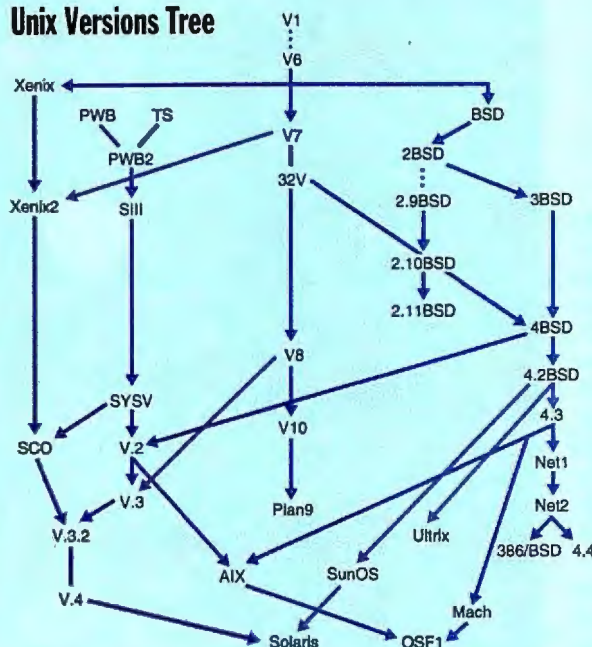 Unix Versions Tree
V1
V6
Xenix
BSD
PWB
TS
V7
2BSD
PWB2
32V
Xenix2
SIII
2.9BSD
3BSD
2.10BSD
2.11BSD
4BSD
V8
4.2BSD
SYSV
4.3
V10
SCO
V.2
Net1
V.3
Net2
Plan9
V.3.2
Ultrix
386/BSD
4.4
AIX
SunOS
V.4
Mach
Solaris
OSF1